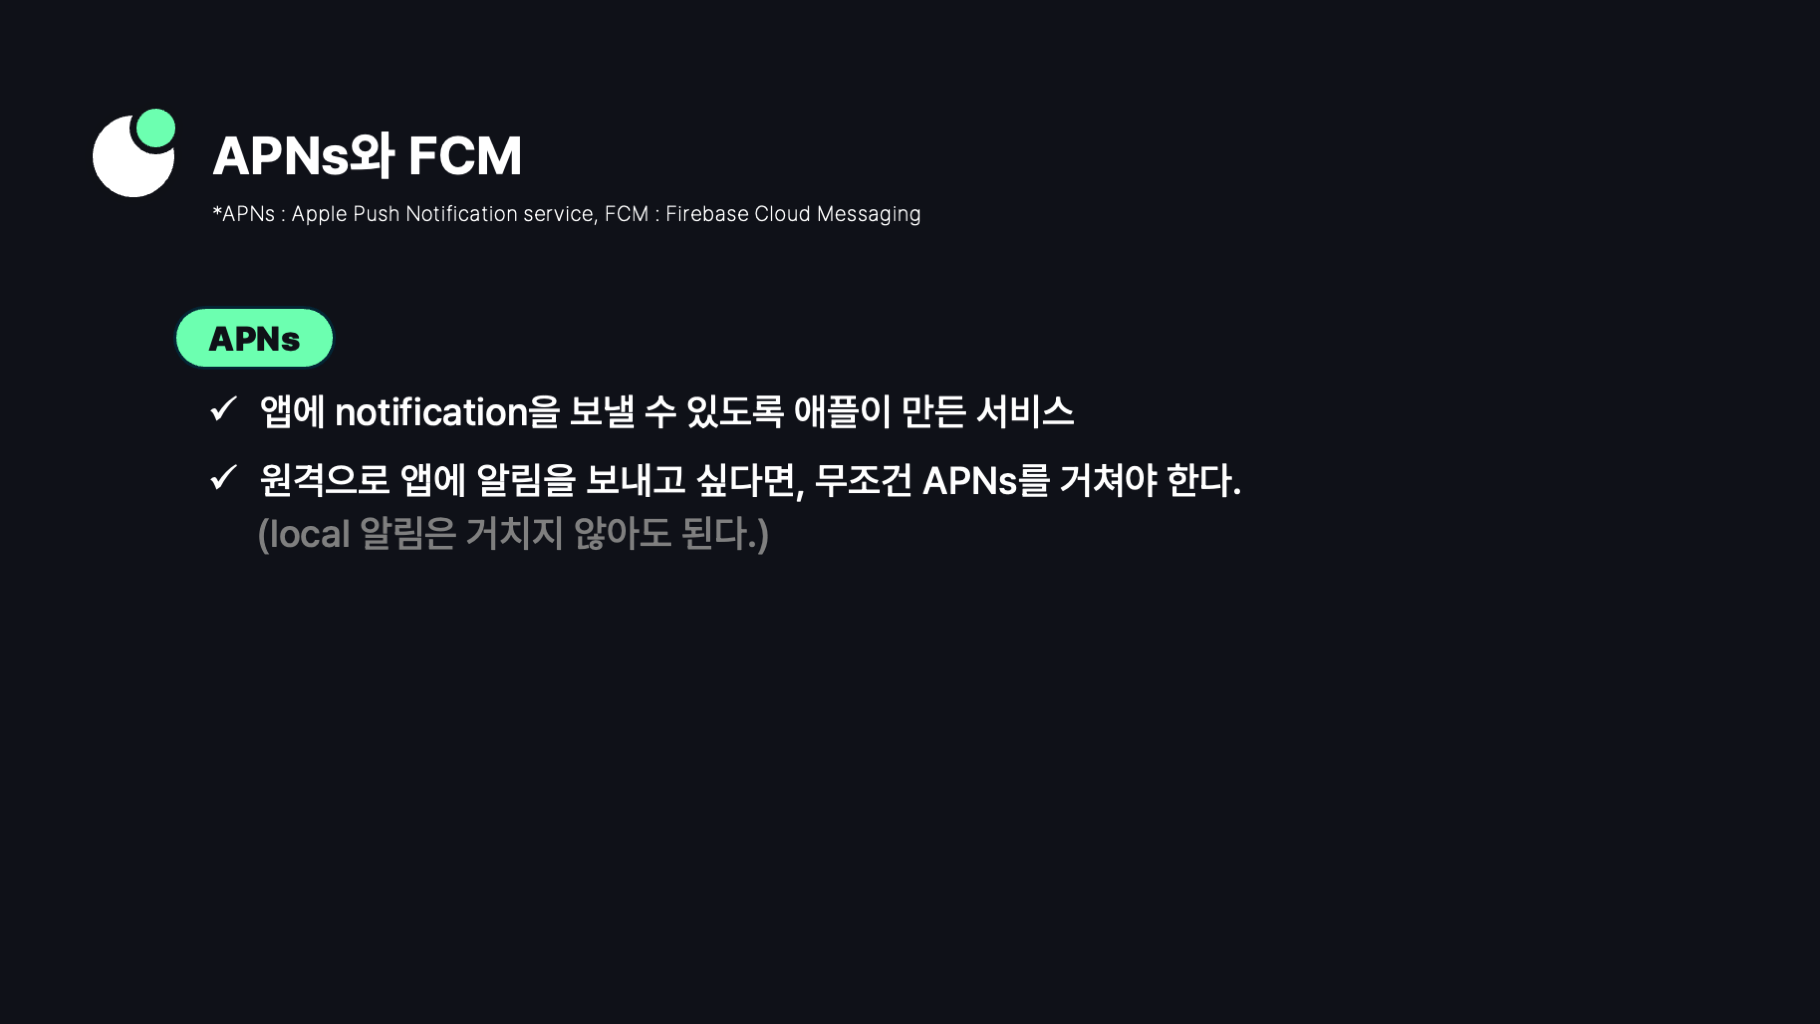 APNs와 FCM
*APNs : Apple Push Notification service, FCM : Firebase Cloud Messaging
APNs
✓ 앱에 notification을 보낼 수 있도록 애플이 만든 서비스
✓ 원격으로 앱에 알림을 보내고 싶다면, 무조건 APNs를 거쳐야 한다.
(local 알림은 거치지 않아도 된다.)